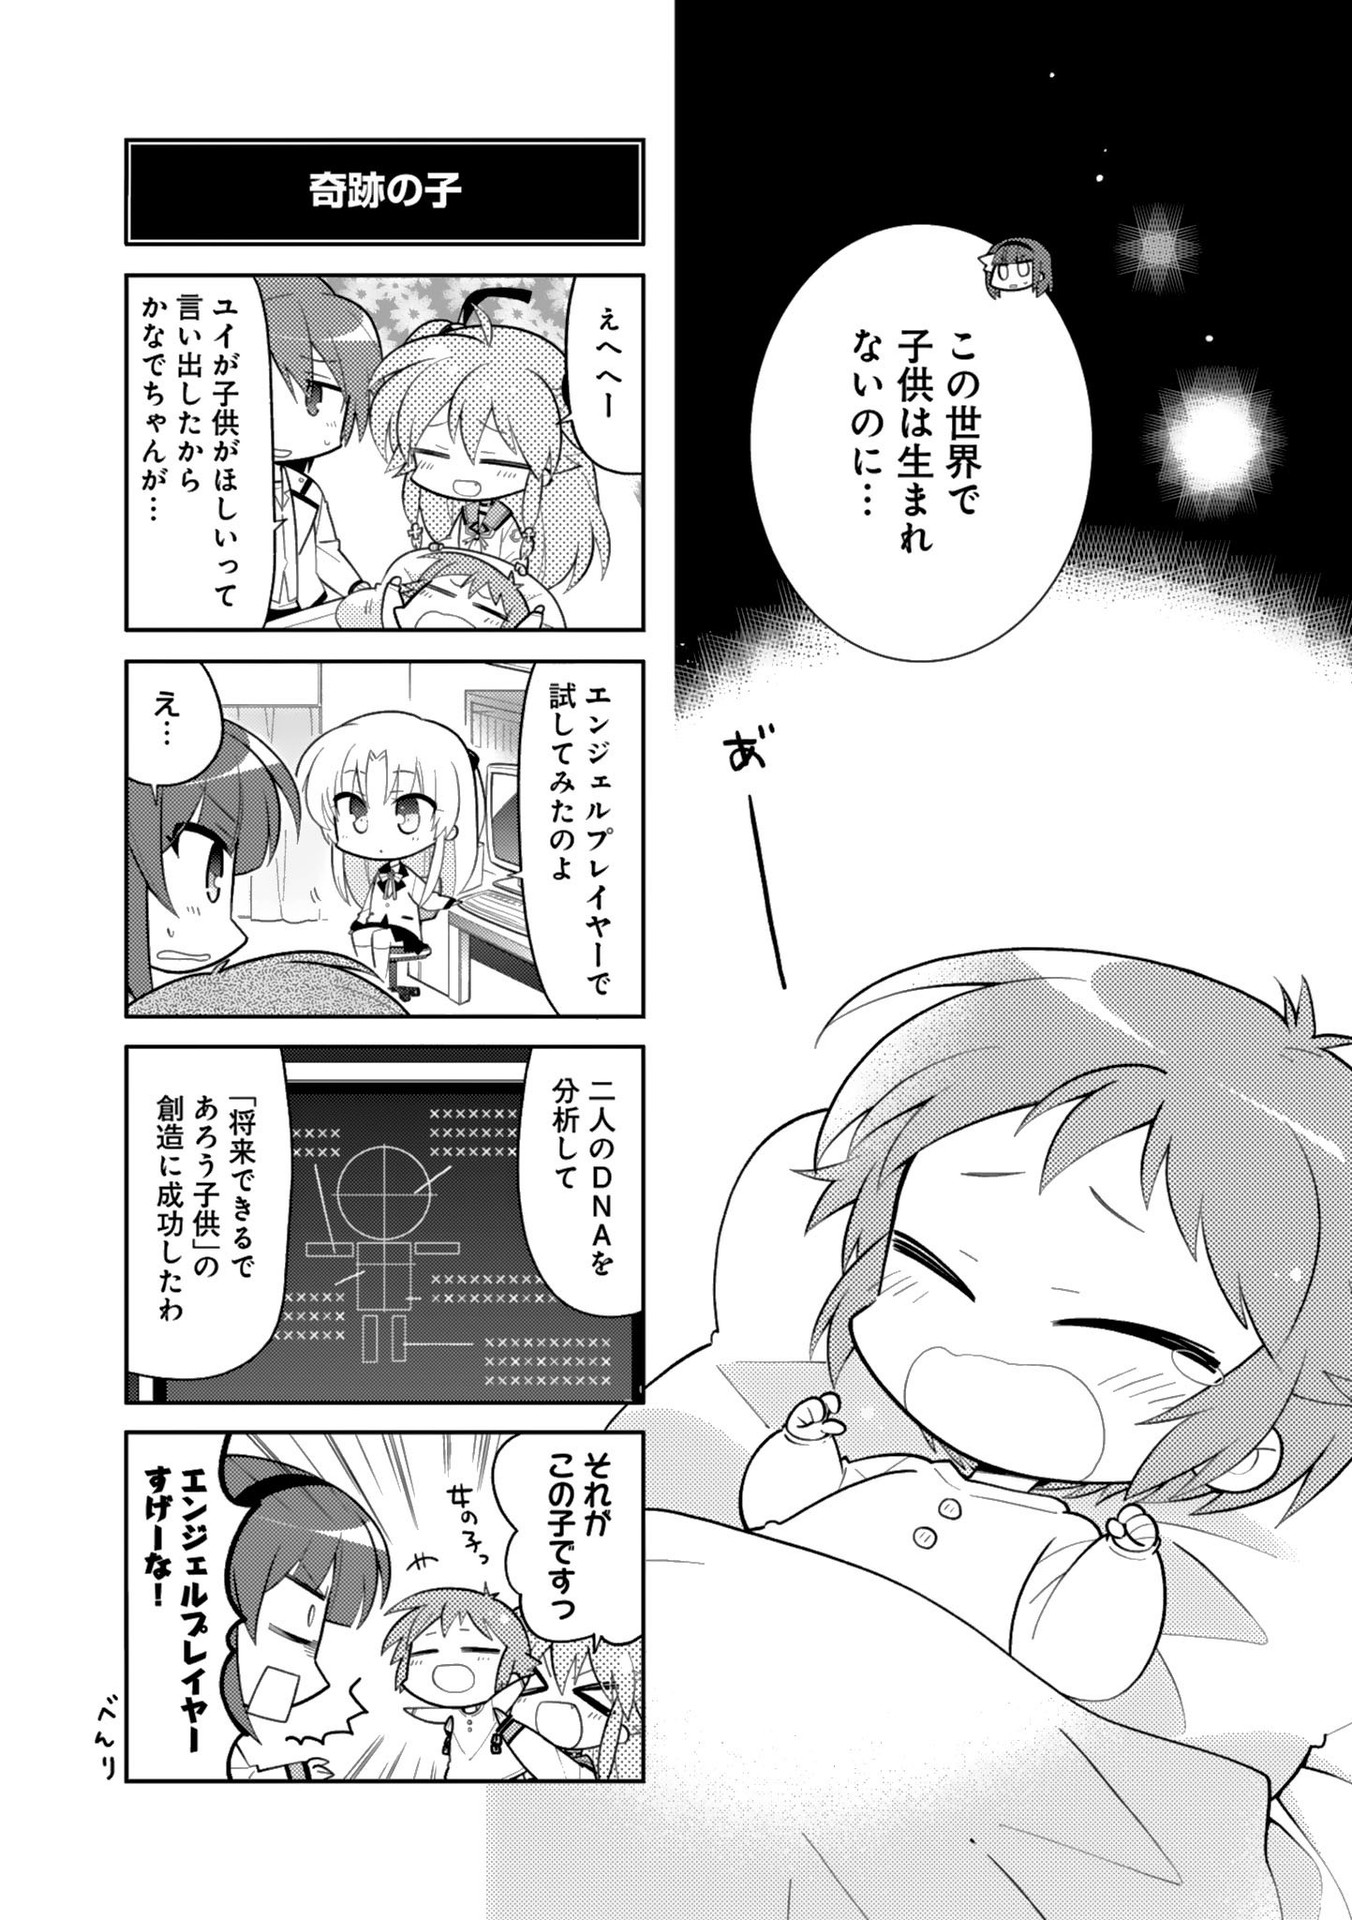 この世界で
子供は生まれ
ないのに…
あ゛ー
奇跡の子
えへへー
ユイが子供がほしいって
言い出したから
かなでちゃんが…
エンジェルプレイヤーで
試してみたのよ
え…
二人のDNAを
分析して
「将来できるで
あろう子供」の
創造に成功したわ
それが
この子ですっ
女の子っ
エンジェルプレイヤー
すげーな！
べんり